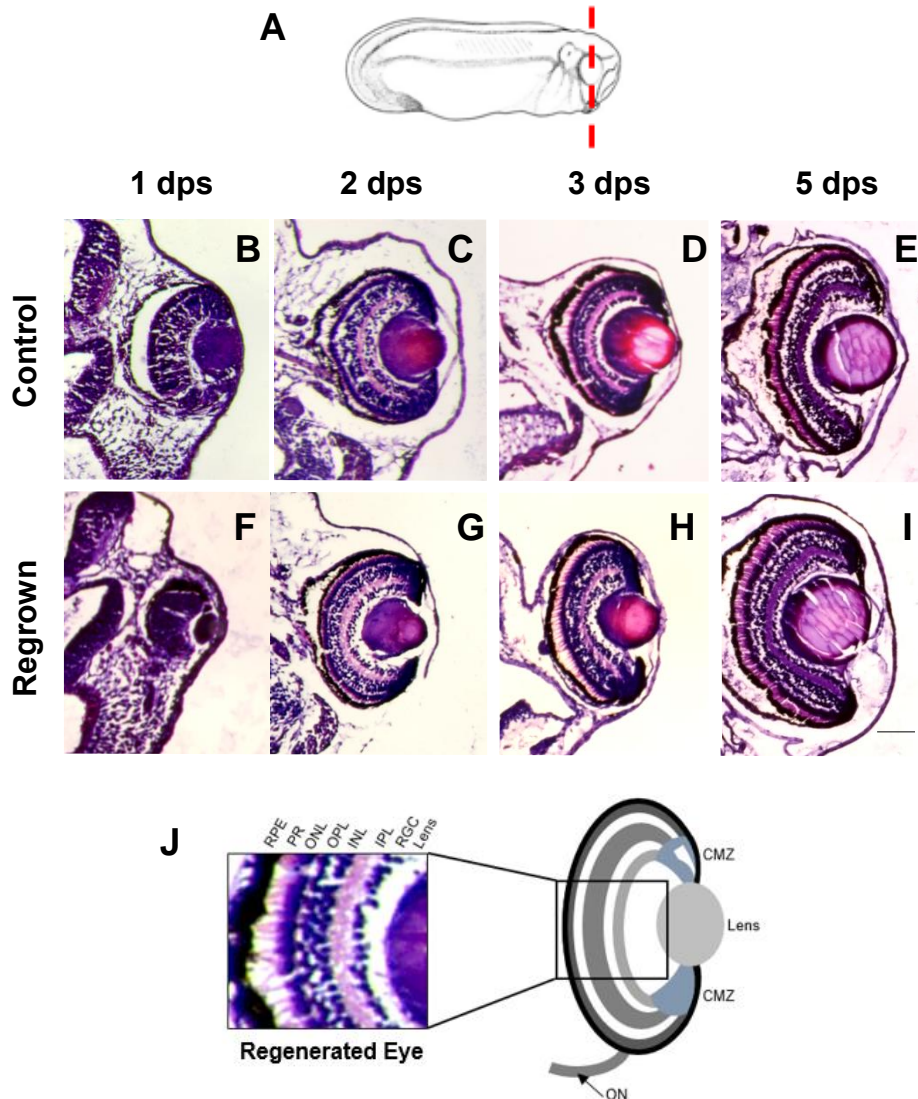 A
1 dps 2 dps 3 dps 5 dps
Control
B C D E
Regrown
F G H I
J
RPE PR ONL OPL INL IPL RGC Lens
CMZ
Lens
CMZ
Regenerated Eye
ON